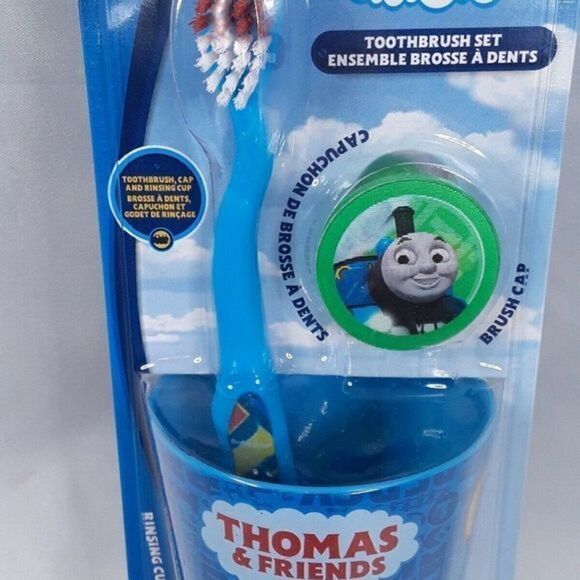 TOOTHBRUSH SET
ENSEMBLE BROSSE À DENTS
TOOTHBRUSH, CAP
AND RINSING CUP
BROSSE À DENTS,
CAPUCHON ET
GODET DE RINÇAGE
CAPUCHON DE BROSSE À DENTS
BRUSH CAP
RINSING CU
THOMAS
& FRIENDS